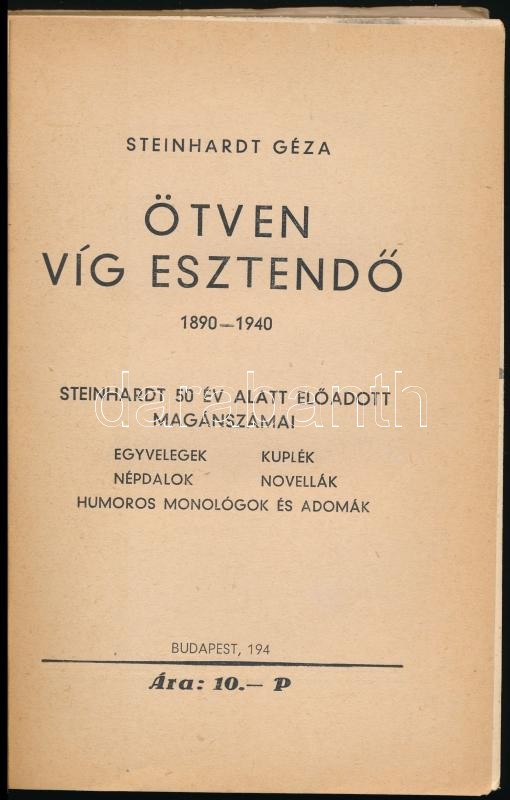 STEINHARDT GÉZA
ÖTVEN
VÍG ESZTENDŐ
1890—1940
STEINHARDT 50 ÉV ALATT ELŐADOTT
MAGÁNSZÁMAI
EGYVELEGEK KUPLÉK
NÉPDALOK NOVELLÁK
HUMOROS MONOLÓGOK ÉS ADOMÁK
BUDAPEST, 194
Ára: 10.— P
darabanth